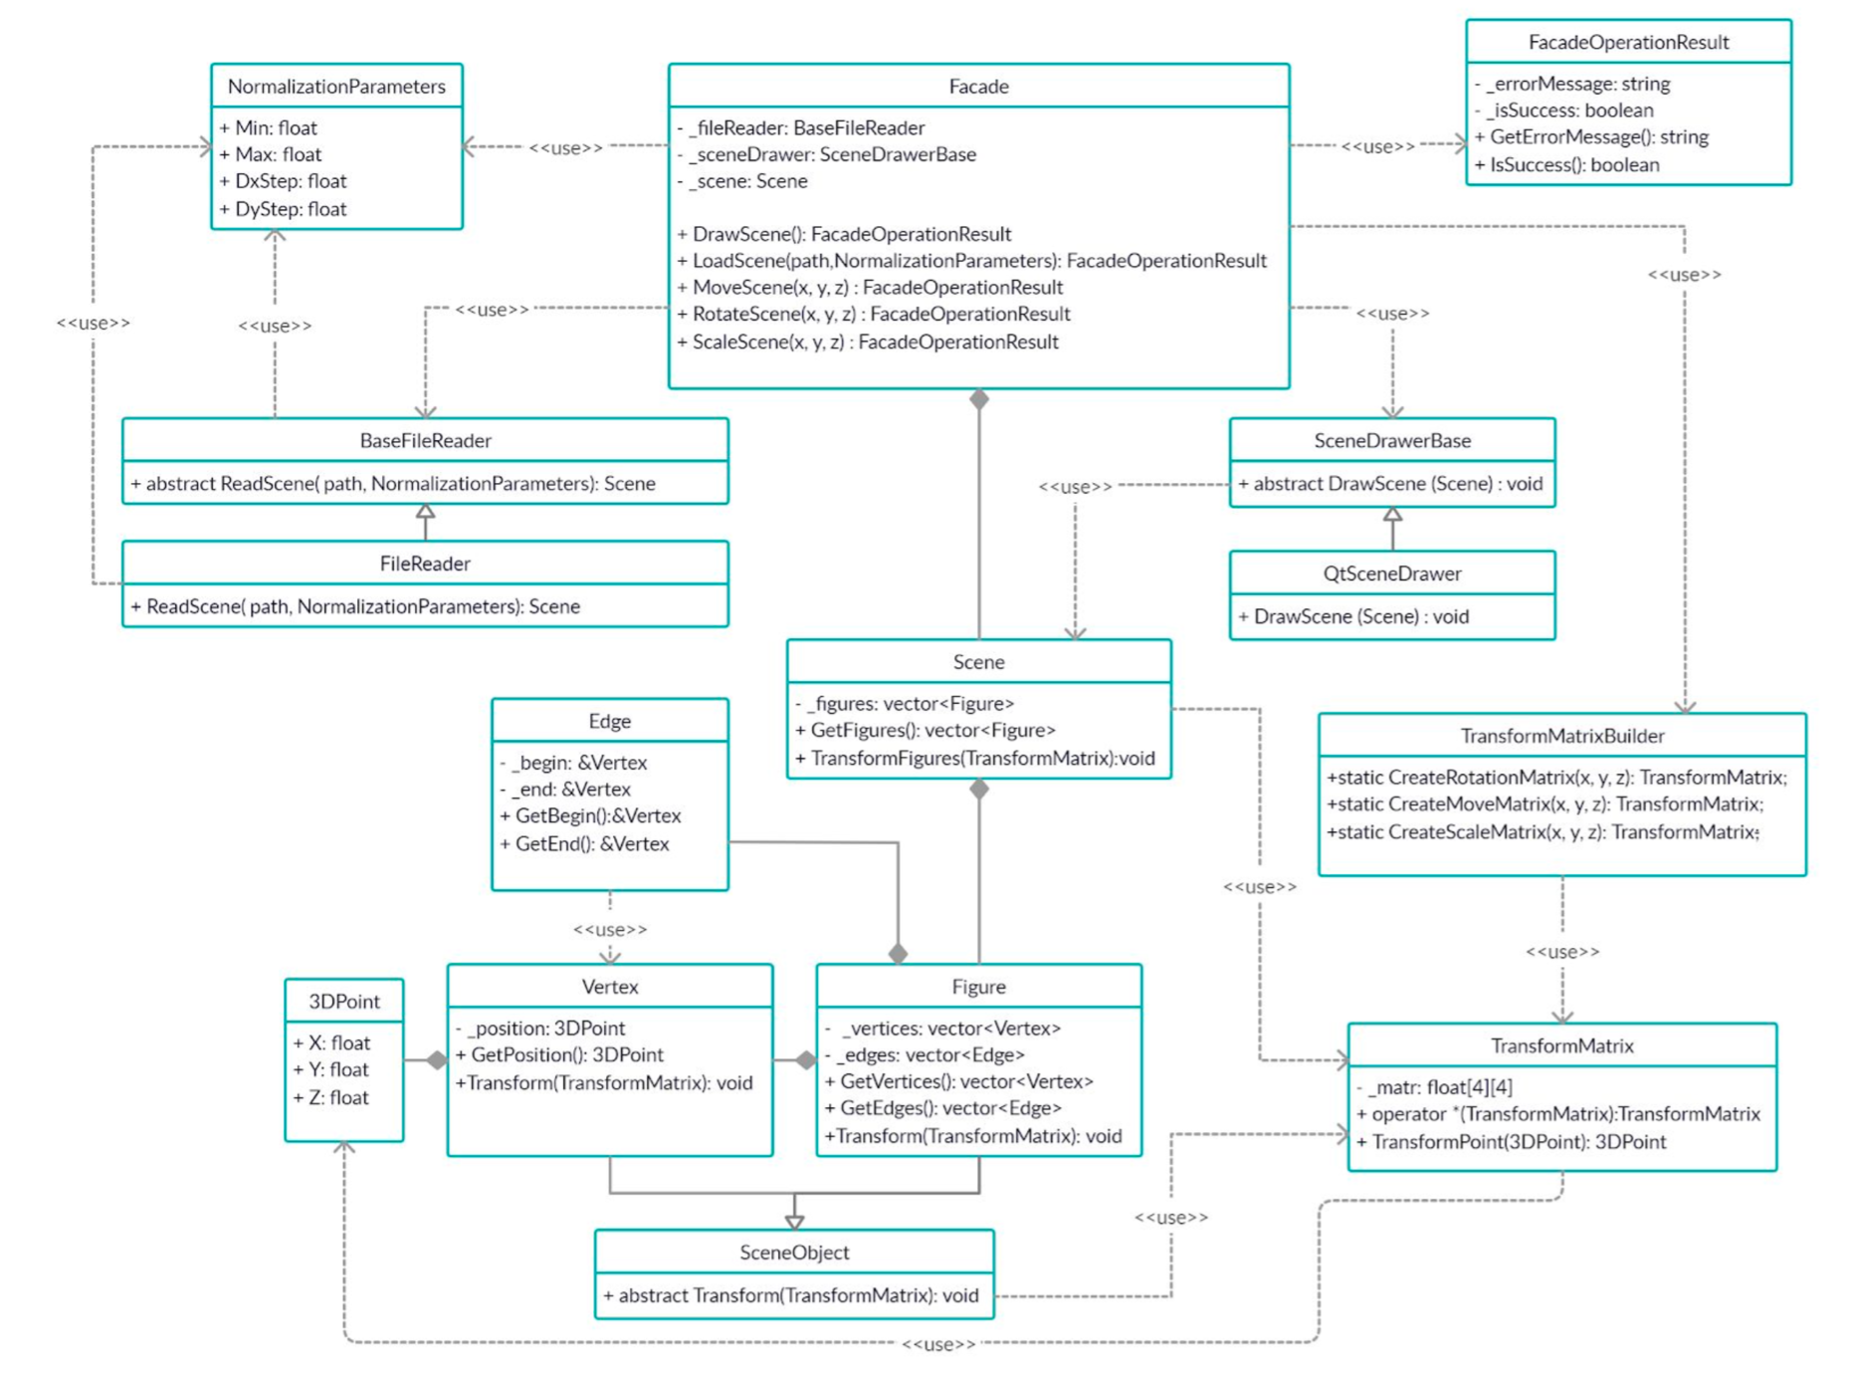 FacadeOperationResult
- _errorMessage: string
- _isSuccess: boolean
+ GetErrorMessage(): string
+ IsSuccess(): boolean
NormalizationParameters
+ Min: float
+ Max: float
+ DxStep: float
+ DyStep: float
Facade
- _fileReader: BaseFileReader
- _sceneDrawer: SceneDrawerBase
- _scene: Scene
+ DrawScene(): FacadeOperationResult
+ LoadScene(path,NormalizationParameters): FacadeOperationResult
+ MoveScene(x, y, z) : FacadeOperationResult
+ RotateScene(x, y, z) : FacadeOperationResult
+ ScaleScene(x, y, z) : FacadeOperationResult
<<use>>
<<use>>
<<use>>
<<use>>
<<use>>
<<use>>
<<use>>
BaseFileReader
+ abstract ReadScene( path, NormalizationParameters): Scene
SceneDrawerBase
+ abstract DrawScene (Scene) : void
<<use>>
FileReader
+ ReadScene( path, NormalizationParameters): Scene
QtSceneDrawer
+ DrawScene (Scene) : void
Scene
- _figures: vector<Figure>
+ GetFigures(): vector<Figure>
+ TransformFigures(TransformMatrix):void
Edge
- _begin: &Vertex
- _end: &Vertex
+ GetBegin():&Vertex
+ GetEnd(): &Vertex
TransformMatrixBuilder
+static CreateRotationMatrix(x, y, z): TransformMatrix;
+static CreateMoveMatrix(x, y, z): TransformMatrix;
+static CreateScaleMatrix(x, y, z): TransformMatrix;
<<use>>
<<use>>
<<use>>
3DPoint
+ X: float
+ Y: float
+ Z: float
Vertex
- _position: 3DPoint
+ GetPosition(): 3DPoint
+Transform(TransformMatrix): void
Figure
- _vertices: vector<Vertex>
- _edges: vector<Edge>
+ GetVertices(): vector<Vertex>
+ GetEdges(): vector<Edge>
+Transform(TransformMatrix): void
TransformMatrix
- _matr: float[4][4]
+ operator *(TransformMatrix):TransformMatrix
+ TransformPoint(3DPoint): 3DPoint
<<use>>
SceneObject
+ abstract Transform(TransformMatrix): void
<<use>>